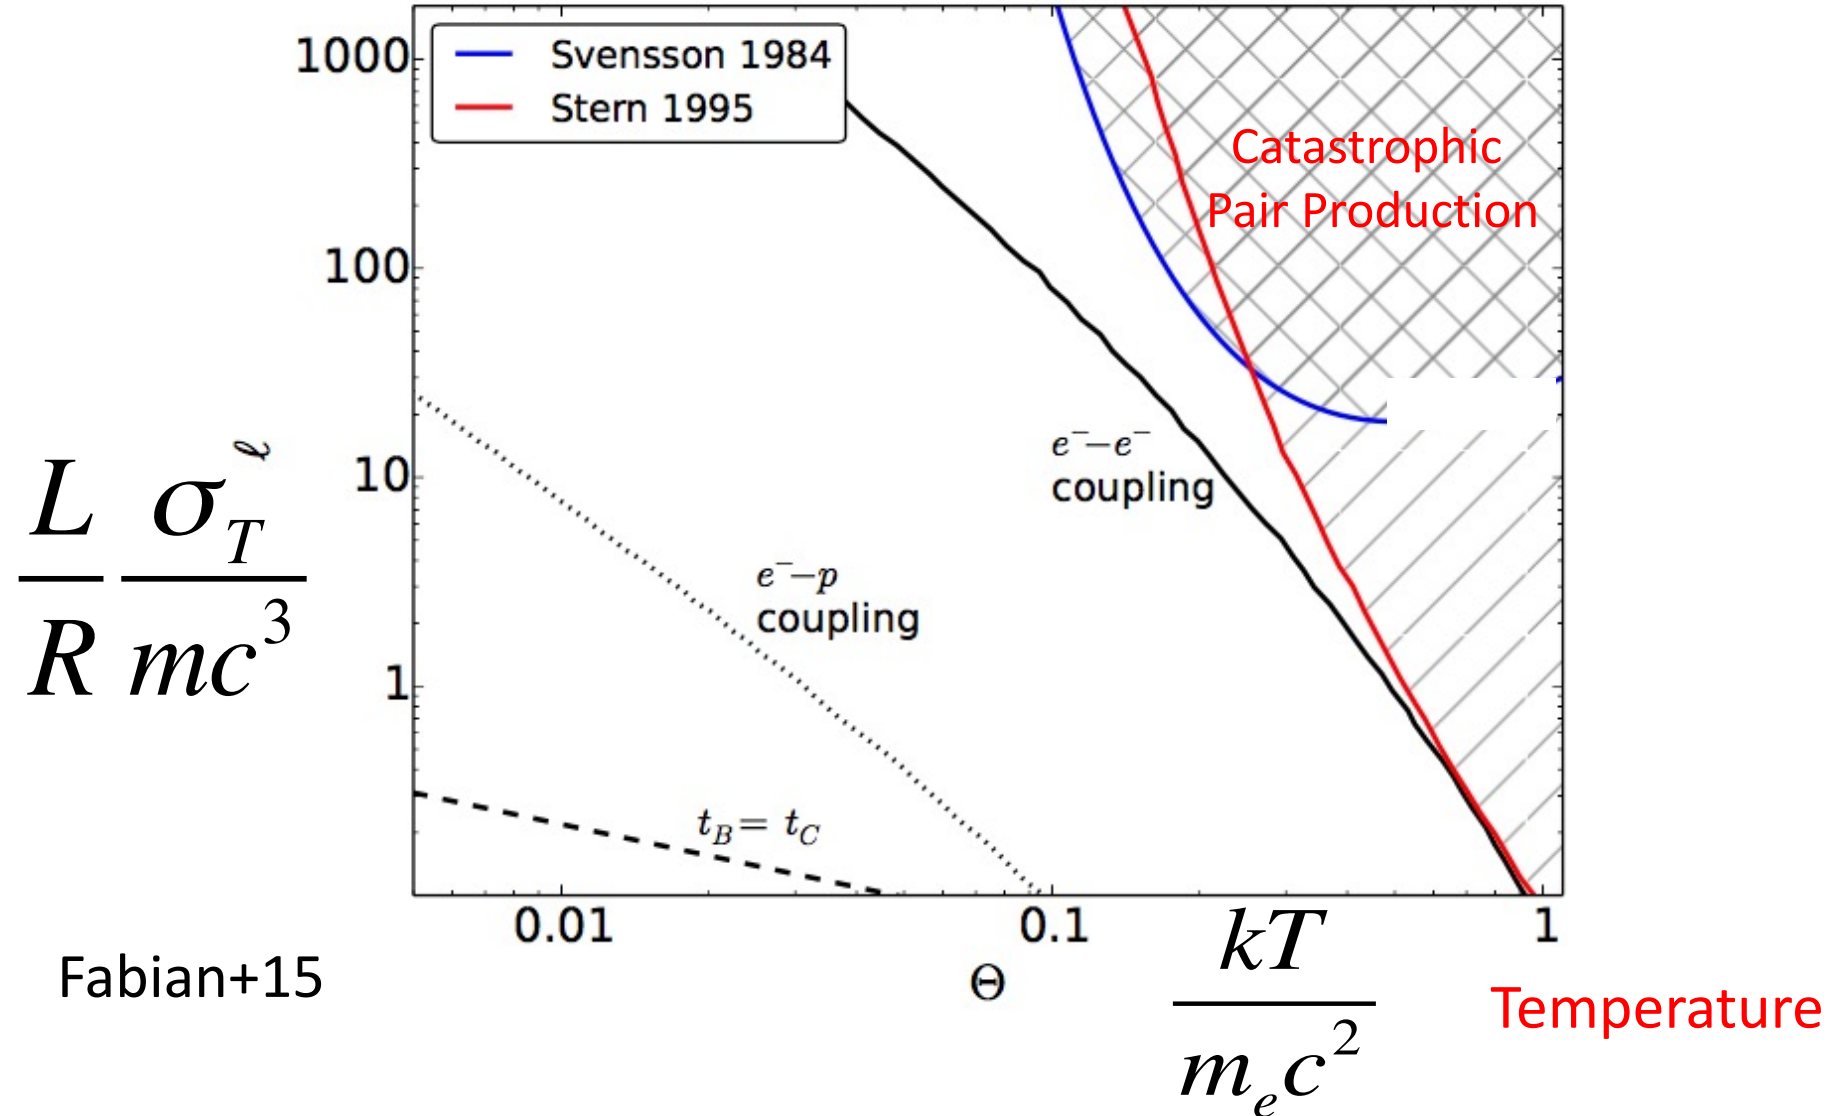 1000
Svensson 1984
Stern 1995
Catastrophic
Pair Production
100
ℓ
10
e⁻–e⁻
coupling
L/R σ_T/mc³
e⁻–p
coupling
1
t_B = t_C
0.01
0.1
1
Θ
kT/m_e c²
Fabian+15
Temperature